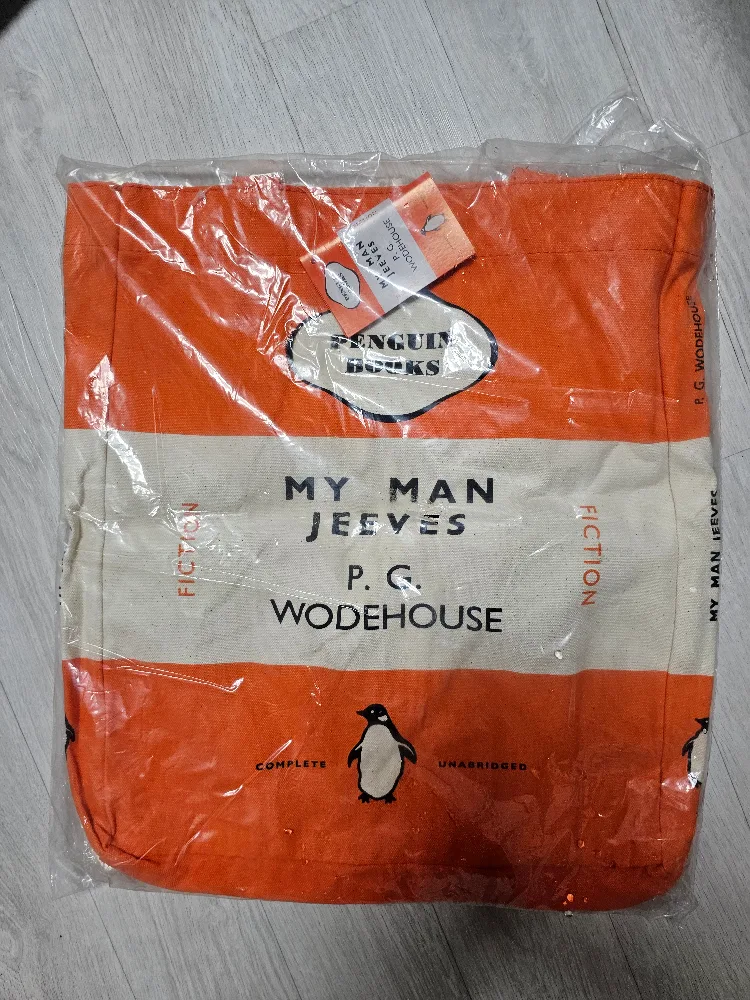 MY MAN
JEEVES
P. G.
WODEHOUSE
PENGUIN
BOOKS
P. G. WODEHOUSE
MY MAN
JEEVES
FICTION
FICTION
P. G.
WODEHOUSE
MY MAN JEEVES
COMPLETE
UNABRIDGED